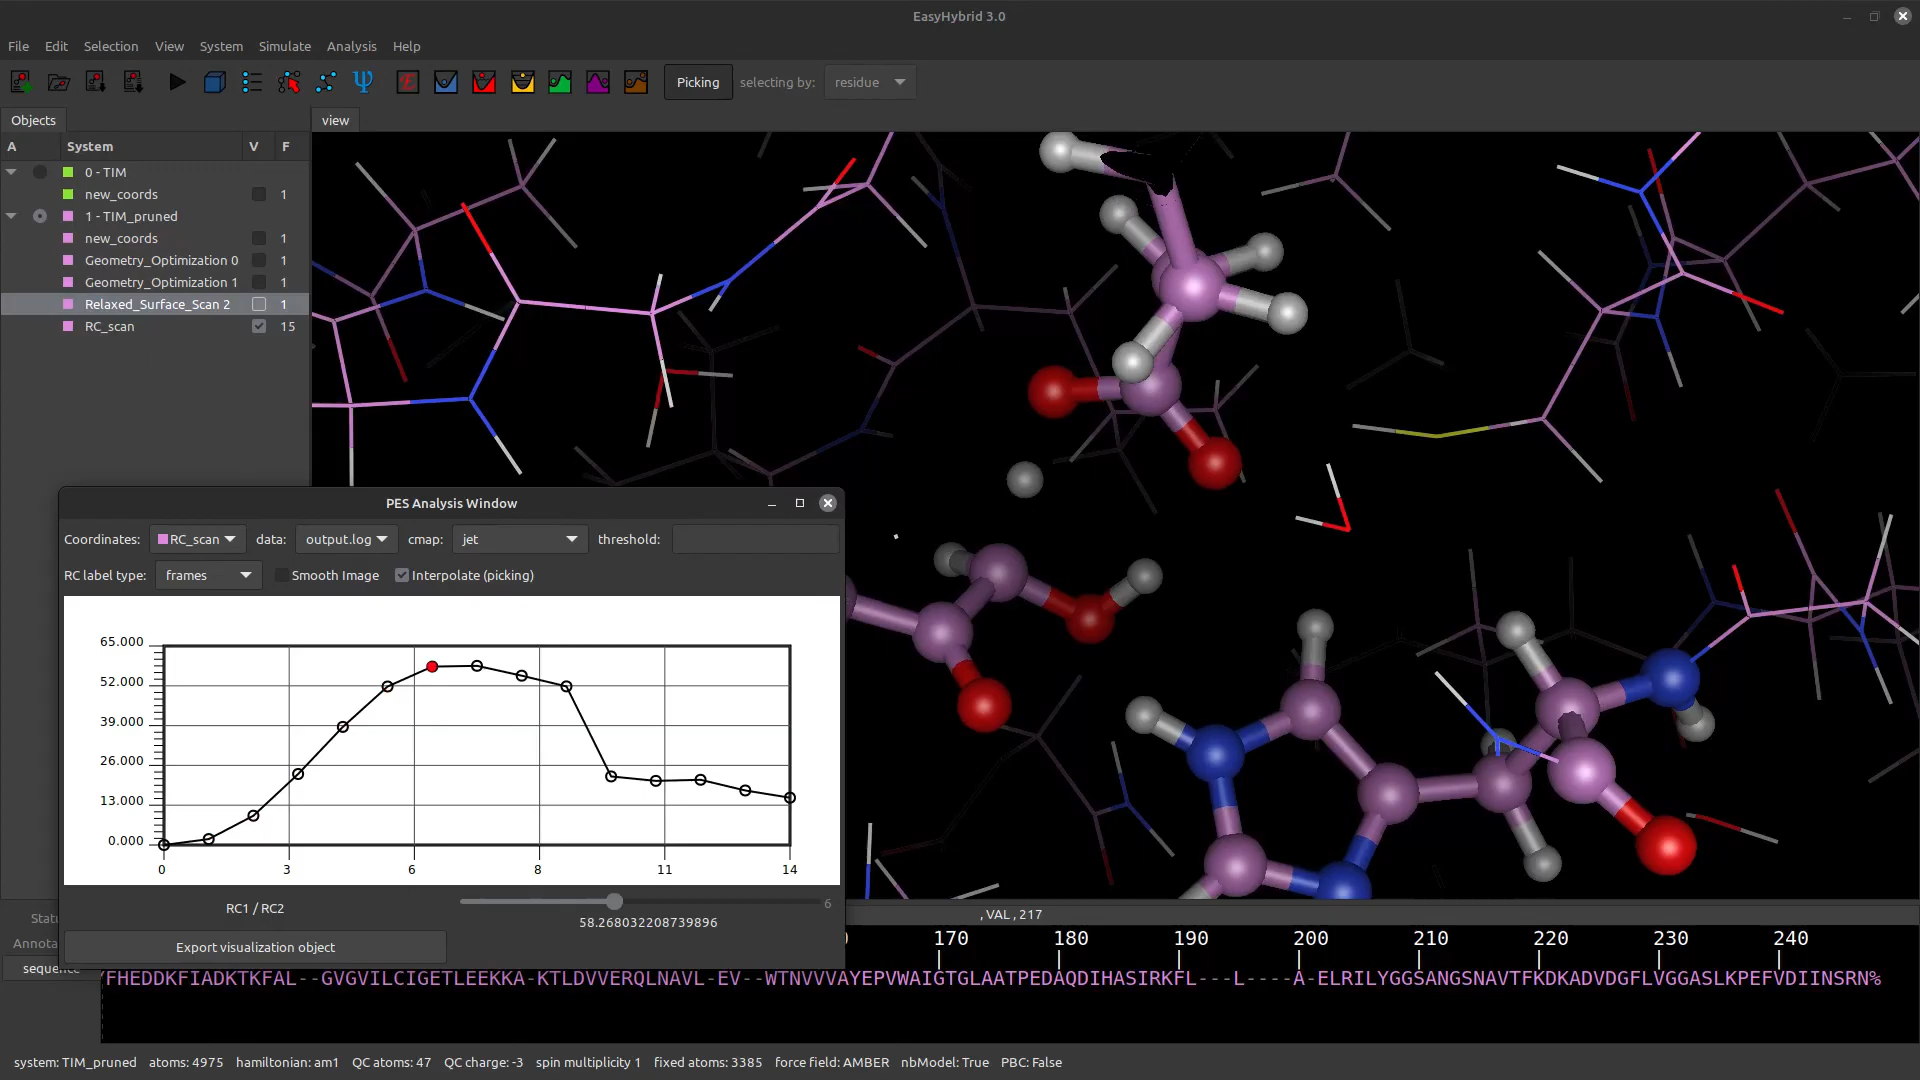 EasyHybrid 3.0
File Edit Selection View System Simulate Analysis Help
Picking selecting by: residue
Objects
view
A System V F
0 - TIM
new_coords 1
1 - TIM_pruned
new_coords 1
Geometry_Optimization 0 1
Geometry_Optimization 1 1
Relaxed_Surface_Scan 2 1
RC_scan 15
PES Analysis Window
Coordinates: RC_scan data: output.log cmap: jet threshold:
RC label type: frames Smooth Image Interpolate (picking)
65.000
52.000
39.000
26.000
13.000
0.000
0 3 6 8 11 14
RC1 / RC2
6
58.268032208739896
Export visualization object
, VAL , 217
170 180 190 200 210 220 230 240
FHEDDKFIADKTKFAL--GVGVILCIGETLEEKKA-KTLDVVERQLNAVL-EV--WTNVVVAYEPVWAIGTGLAATPEDAQDIHASIRKFL---L----A-ELRILYGGSANGSNAVTFKDKADVDGFLVGGASLKPEFVDIINSRN%
system: TIM_pruned atoms: 4975 hamiltonian: am1 QC atoms: 47 QC charge: -3 spin multiplicity 1 fixed atoms: 3385 force field: AMBER nbModel: True PBC: False